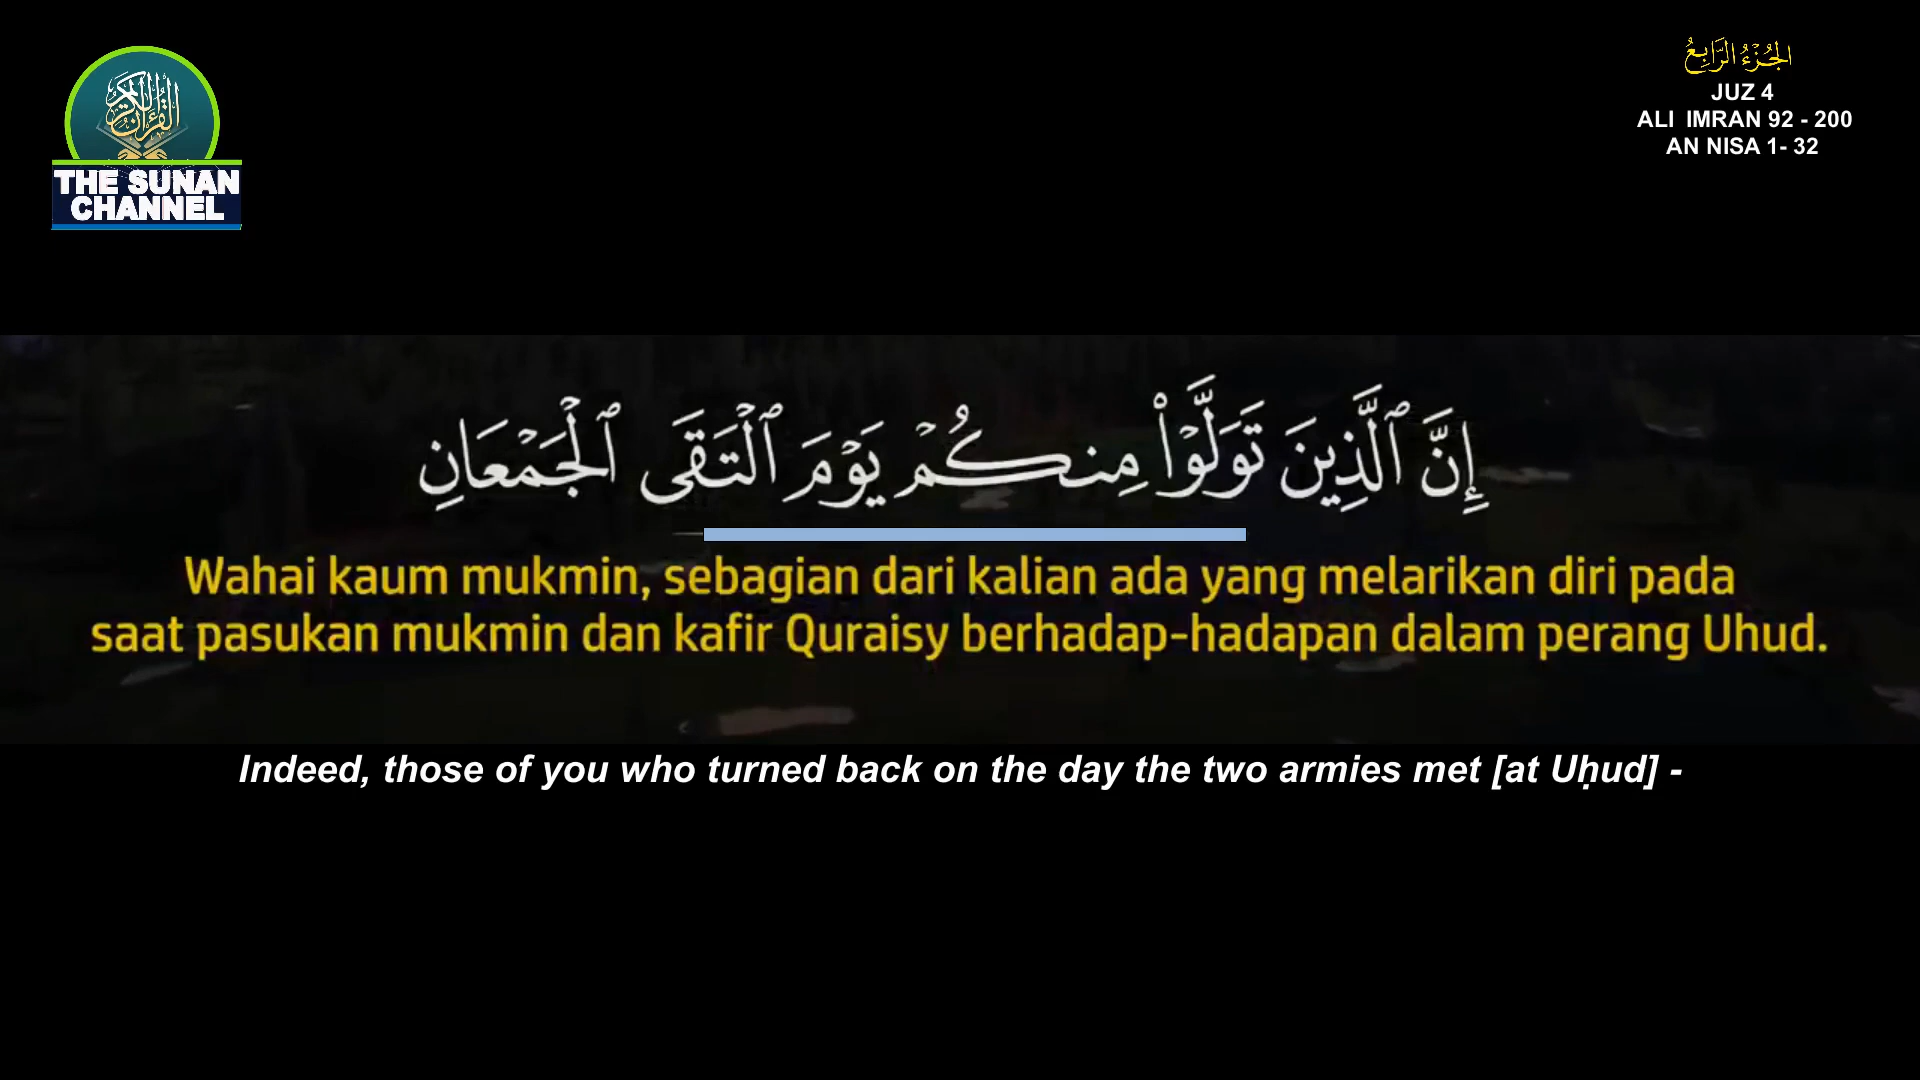 القرآن الكريم
THE SUNAN
CHANNEL
الجُزْءُ الرَّابِعُ
JUZ 4
ALI IMRAN 92 - 200
AN NISA 1- 32
إِنَّ ٱلَّذِينَ تَوَلَّوْا۟ مِنكُمْ يَوْمَ ٱلْتَقَى ٱلْجَمْعَانِ
Wahai kaum mukmin, sebagian dari kalian ada yang melarikan diri pada
saat pasukan mukmin dan kafir Quraisy berhadap-hadapan dalam perang Uhud.
Indeed, those of you who turned back on the day the two armies met [at Uḥud] -